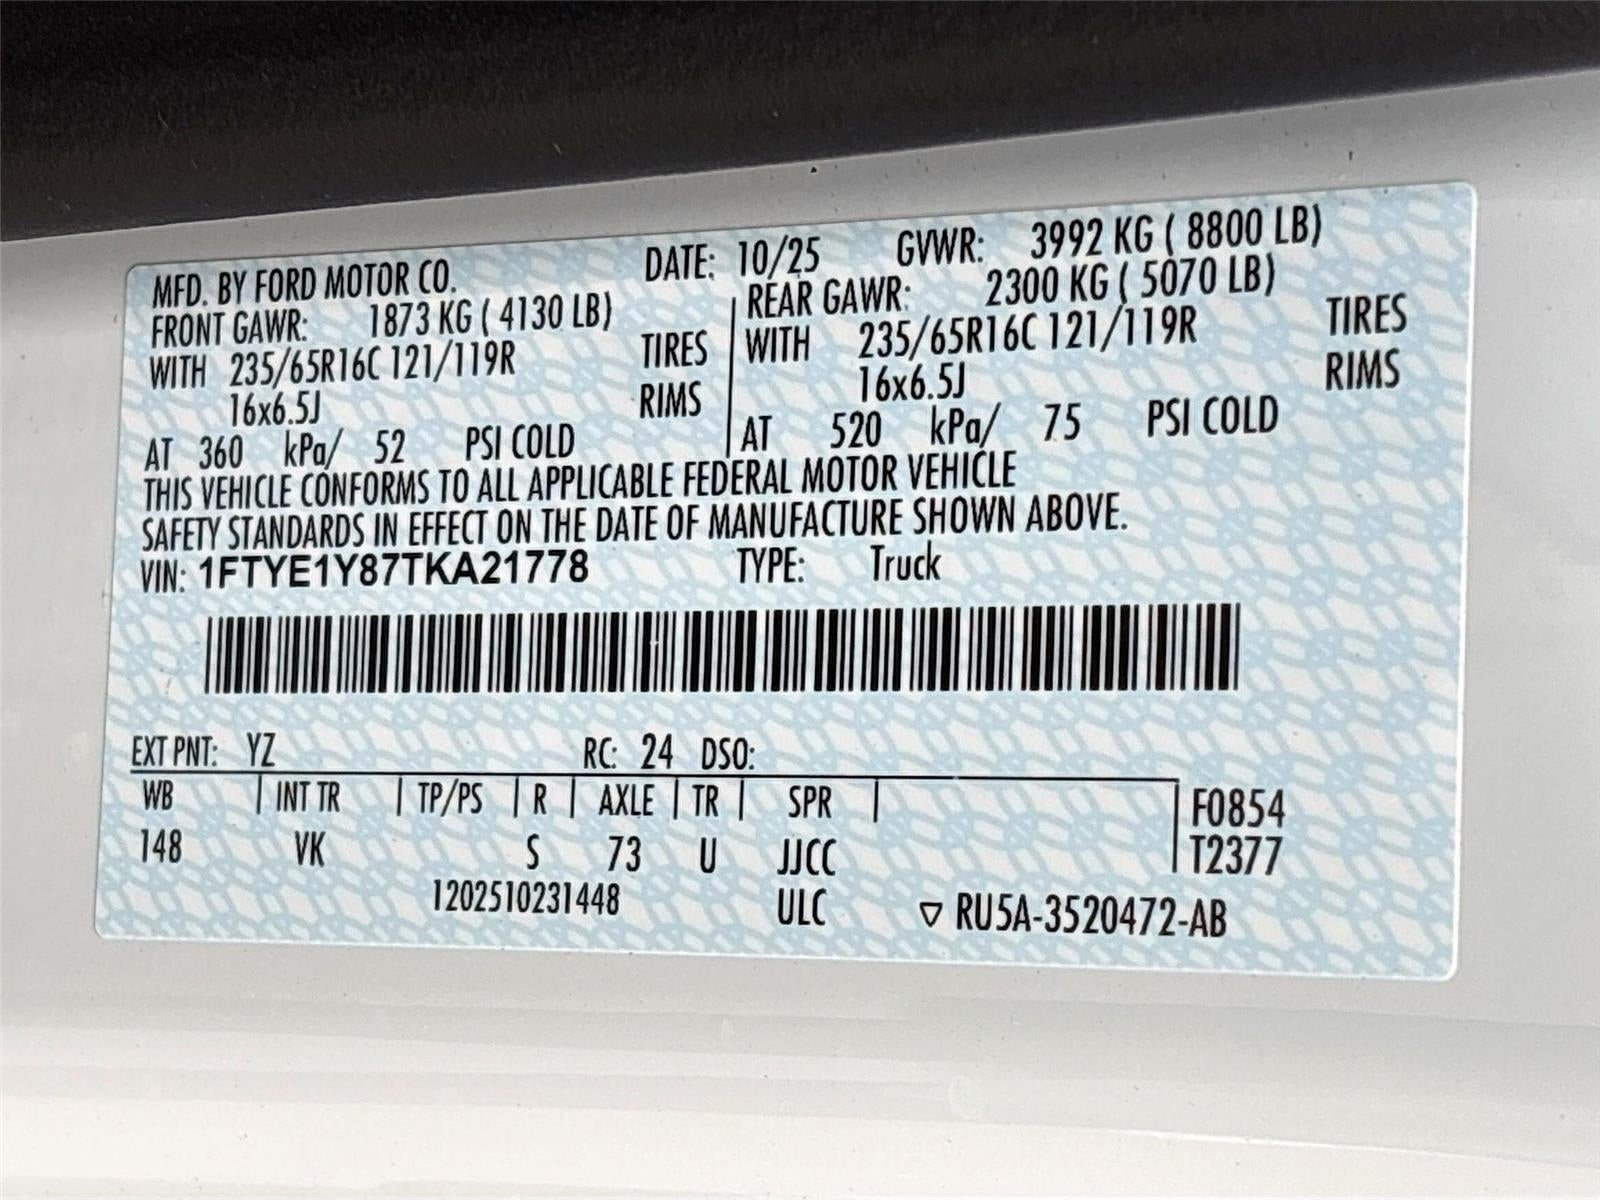 MFD. BY FORD MOTOR CO. DATE: 10/25 GVWR: 3992 KG ( 8800 LB)
FRONT GAWR: 1873 KG ( 4130 LB) REAR GAWR: 2300 KG ( 5070 LB)
WITH 235/65R16C 121/119R TIRES WITH 235/65R16C 121/119R TIRES
16x6.5J RIMS 16x6.5J RIMS
AT 360 kPa/ 52 PSI COLD AT 520 kPa/ 75 PSI COLD
THIS VEHICLE CONFORMS TO ALL APPLICABLE FEDERAL MOTOR VEHICLE
SAFETY STANDARDS IN EFFECT ON THE DATE OF MANUFACTURE SHOWN ABOVE.
VIN: 1FTYE1Y87TKA21778 TYPE: Truck
EXT PNT: YZ RC: 24 DSO:
WB INT TR TP/PS R AXLE TR SPR F0854
148 VK S 73 U JJCC T2377
1202510231448 ULC ▽ RU5A-3520472-AB